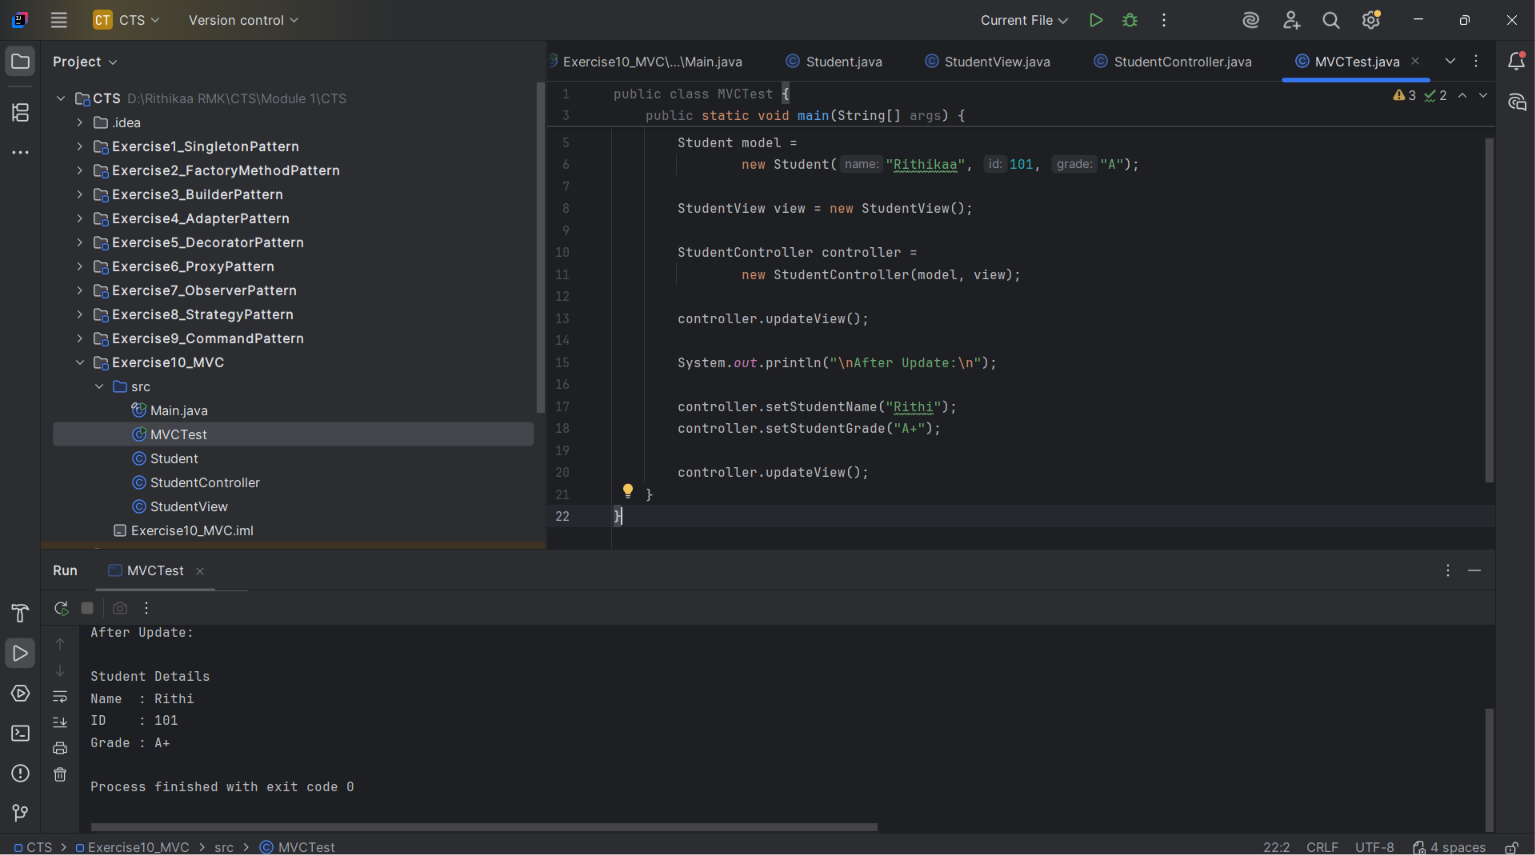 CT CTS Version control Current File
Project
CTS D:\Rithikaa RMK\CTS\Module 1\CTS
.idea
Exercise1_SingletonPattern
Exercise2_FactoryMethodPattern
Exercise3_BuilderPattern
Exercise4_AdapterPattern
Exercise5_DecoratorPattern
Exercise6_ProxyPattern
Exercise7_ObserverPattern
Exercise8_StrategyPattern
Exercise9_CommandPattern
Exercise10_MVC
src
Main.java
MVCTest
Student
StudentController
StudentView
Exercise10_MVC.iml
Exercise10_MVC\...\Main.java Student.java StudentView.java StudentController.java MVCTest.java
3 2
1 public class MVCTest {
3 public static void main(String[] args) {
5 Student model =
6 new Student( name: "Rithikaa", id: 101, grade: "A");
7
8 StudentView view = new StudentView();
9
10 StudentController controller =
11 new StudentController(model, view);
12
13 controller.updateView();
14
15 System.out.println("\nAfter Update:\n");
16
17 controller.setStudentName("Rithi");
18 controller.setStudentGrade("A+");
19
20 controller.updateView();
21 }
22 }
Run MVCTest
After Update:
Student Details
Name : Rithi
ID : 101
Grade : A+
Process finished with exit code 0
CTS > Exercise10_MVC > src > MVCTest 22:2 CRLF UTF-8 4 spaces